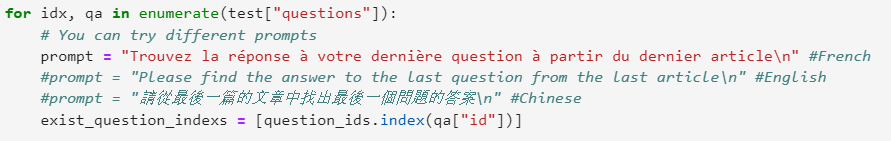 for idx, qa in enumerate(test["questions"]):
    # You can try different prompts
    prompt = "Trouvez la réponse à votre dernière question à partir du dernier article\n" #French
    #prompt = "Please find the answer to the last question from the last article\n" #English
    #prompt = "請從最後一篇的文章中找出最後一個問題的答案\n" #Chinese
    exist_question_indexs = [question_ids.index(qa["id"])]